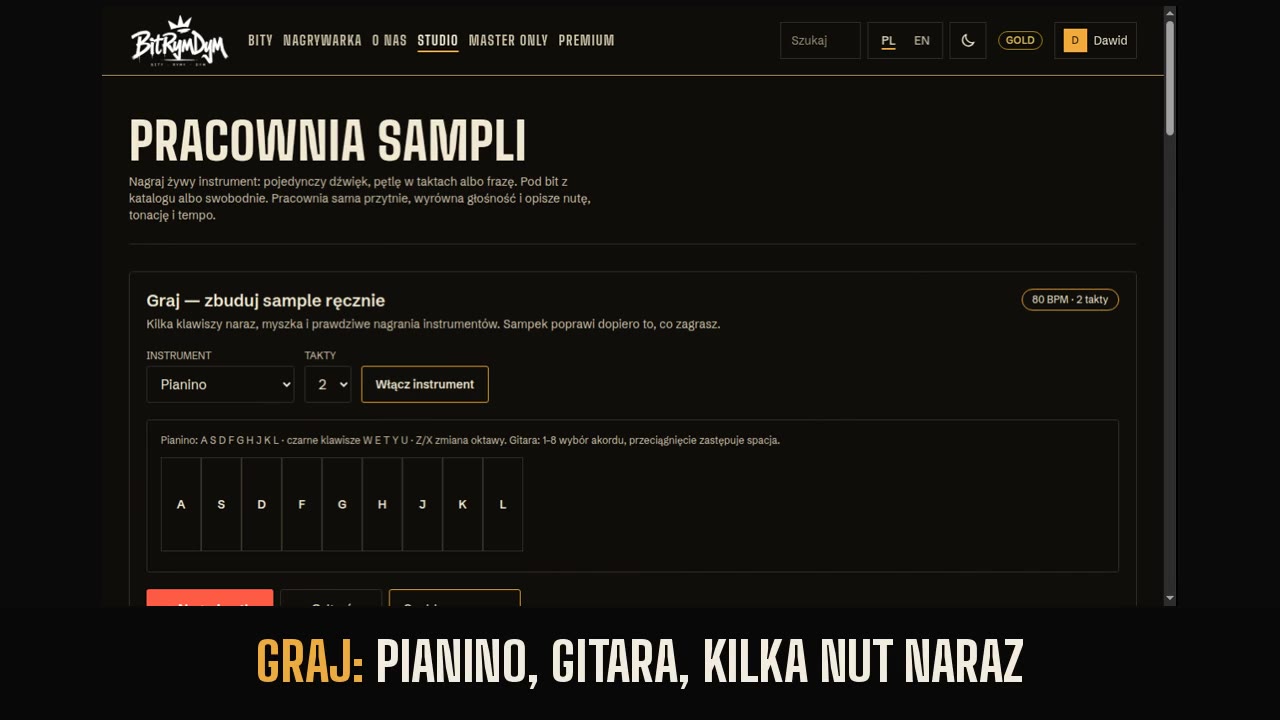 BitRymDym
BITY · RYMY · DYM
BITY NAGRYWARKA O NAS STUDIO MASTER ONLY PREMIUM
Szukaj
PL EN
GOLD
D Dawid
PRACOWNIA SAMPLI
Nagraj żywy instrument: pojedynczy dźwięk, pętlę w taktach albo frazę. Pod bit z
katalogu albo swobodnie. Pracownia sama przytnie, wyrówna głośność i opisze nutę,
tonację i tempo.
Graj — zbuduj sample ręcznie
80 BPM · 2 takty
Kilka klawiszy naraz, myszka i prawdziwe nagrania instrumentów. Sampek poprawi dopiero to, co zagrasz.
INSTRUMENT TAKTY
Pianino 2 Włącz instrument
Pianino: A S D F G H J K L · czarne klawisze W E T Y U · Z/X zmiana oktawy. Gitara: 1–8 wybór akordu, przeciągnięcie zastępuje spacja.
A S D F G H J K L
GRAJ: PIANINO, GITARA, KILKA NUT NARAZ